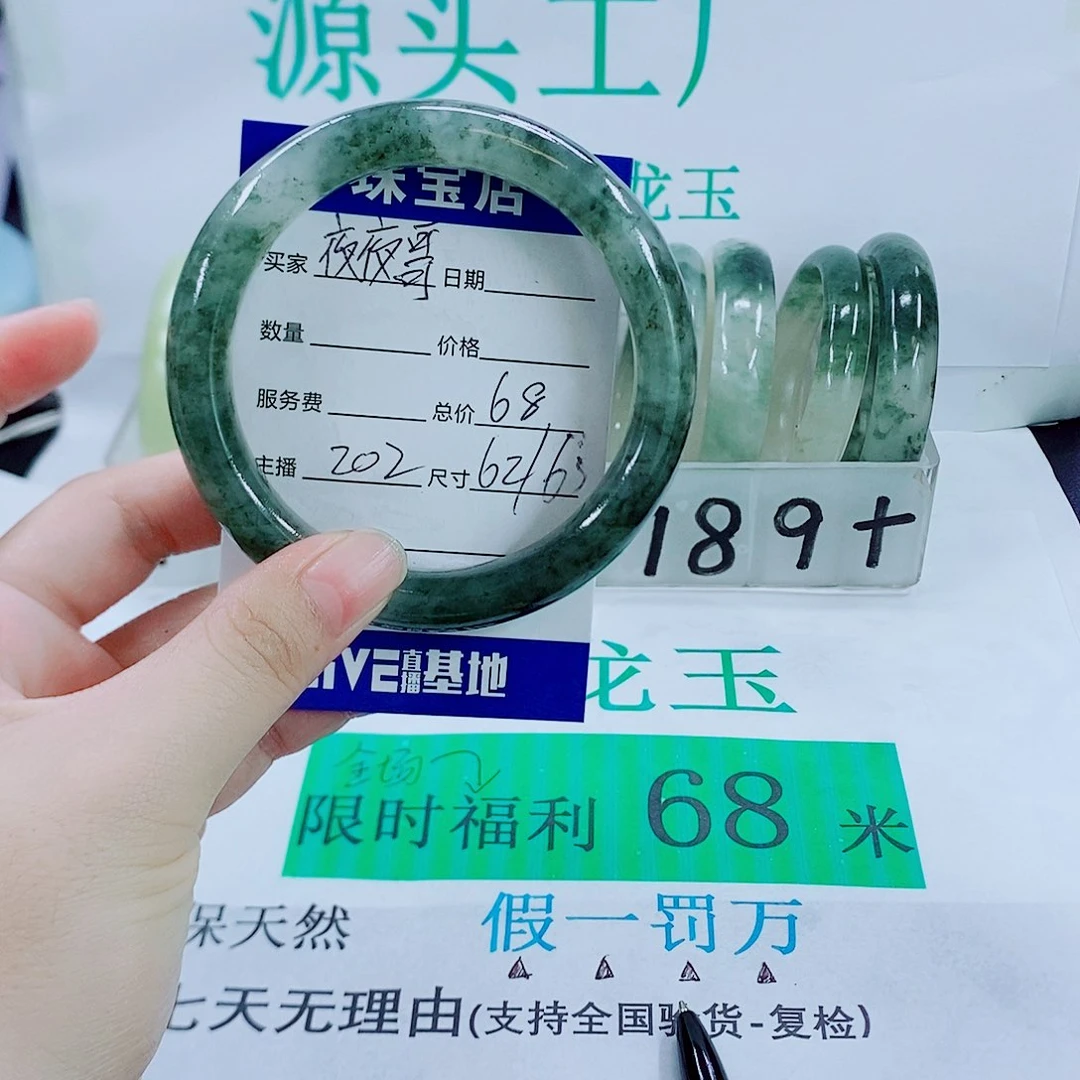 源头工厂
龙玉
珠宝店
买家 夜夜哥 日期
数量 价格
服务费 总价 68
主播 202 尺寸 62/63
189+
LIVE直播基地
龙玉
全场
限时福利 68 米
保天然 假一罚万
七天无理由(支持全国验货-复检)